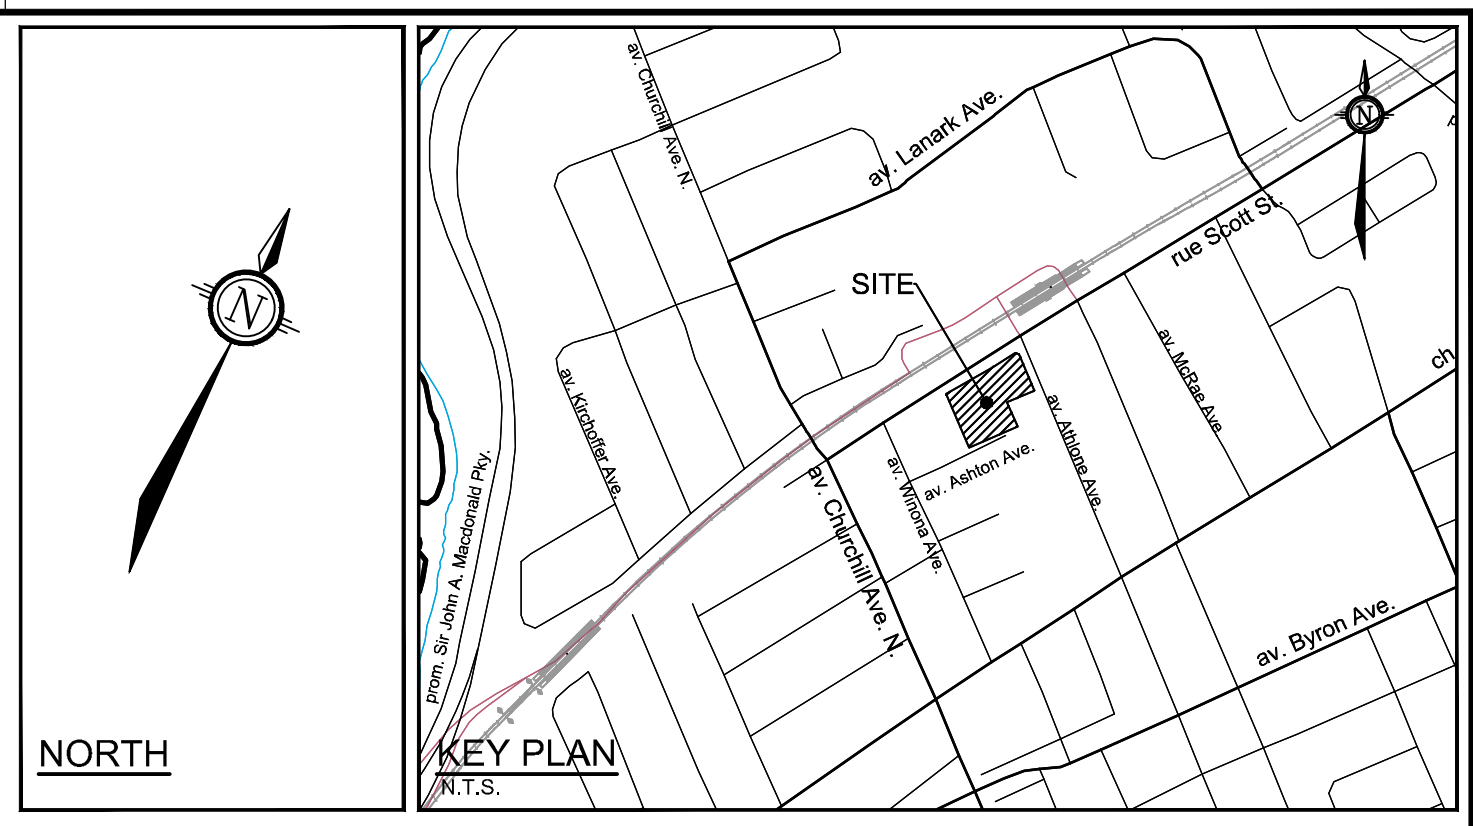 N
NORTH
av. Churchill Ave. N.
av. Lanark Ave.
N
rue Scott St.
SITE
av. McRae Ave
av. Kirchoffer Ave.
av. Athlone Ave.
av. Ashton Ave.
av. Winona Ave.
av. Churchill Ave. N.
prom. Sir John A. Macdonald Pky.
ch
av. Byron Ave.
KEY PLAN
N.T.S.